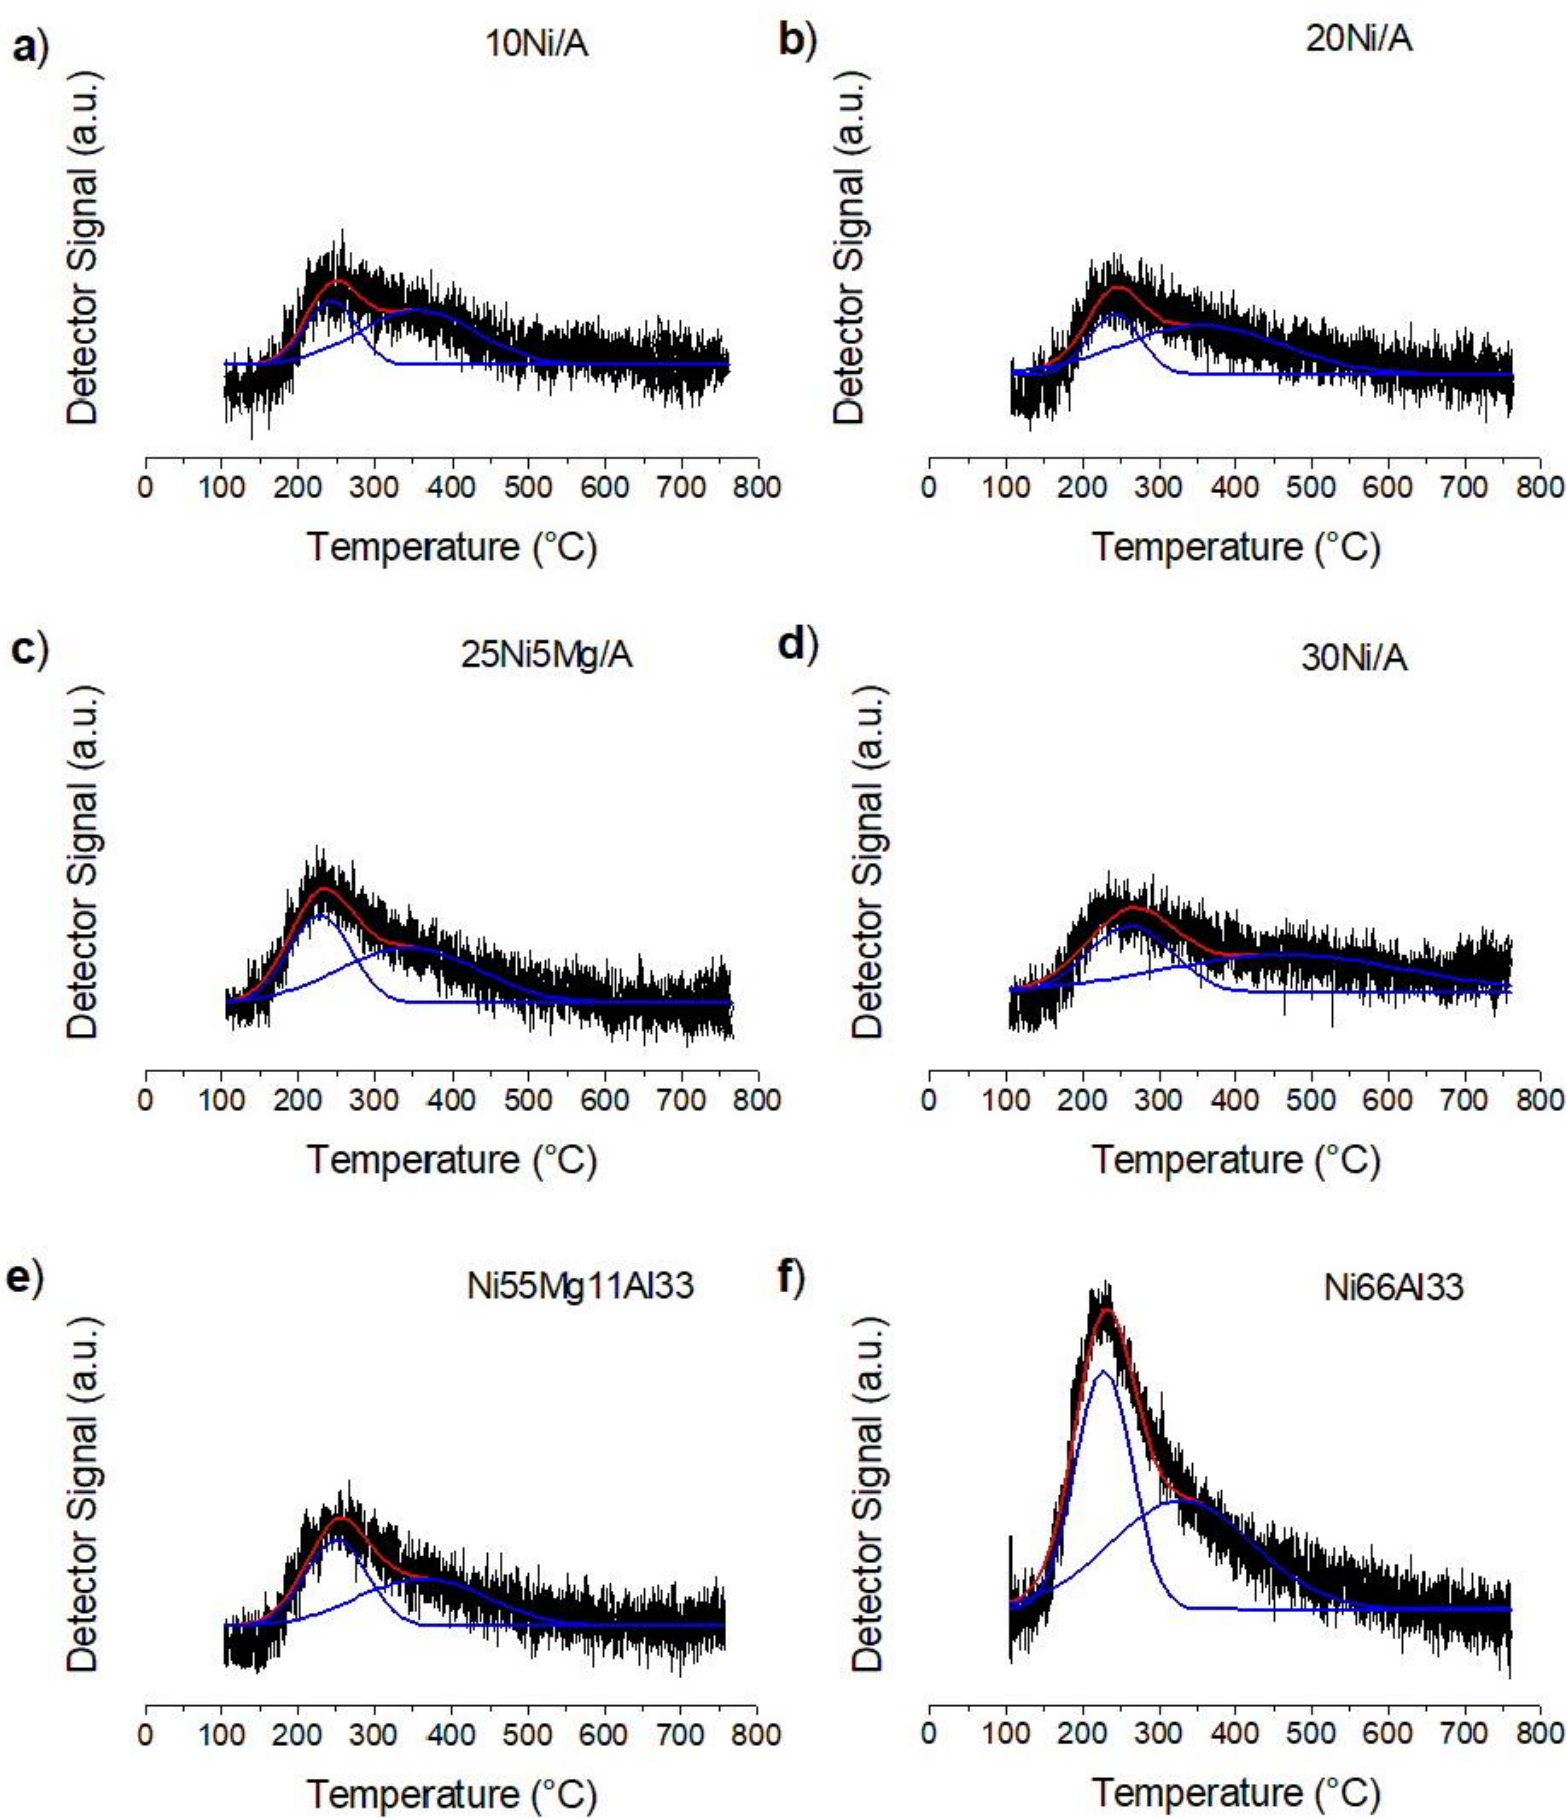 a)
10Ni/A
Detector Signal (a.u.)
0 100 200 300 400 500 600 700 800
Temperature (°C)
b)
20Ni/A
Detector Signal (a.u.)
0 100 200 300 400 500 600 700 800
Temperature (°C)
c)
25Ni5Mg/A
Detector Signal (a.u.)
0 100 200 300 400 500 600 700 800
Temperature (°C)
d)
30Ni/A
Detector Signal (a.u.)
0 100 200 300 400 500 600 700 800
Temperature (°C)
e)
Ni55Mg11Al33
Detector Signal (a.u.)
0 100 200 300 400 500 600 700 800
Temperature (°C)
f)
Ni66Al33
Detector Signal (a.u.)
0 100 200 300 400 500 600 700 800
Temperature (°C)